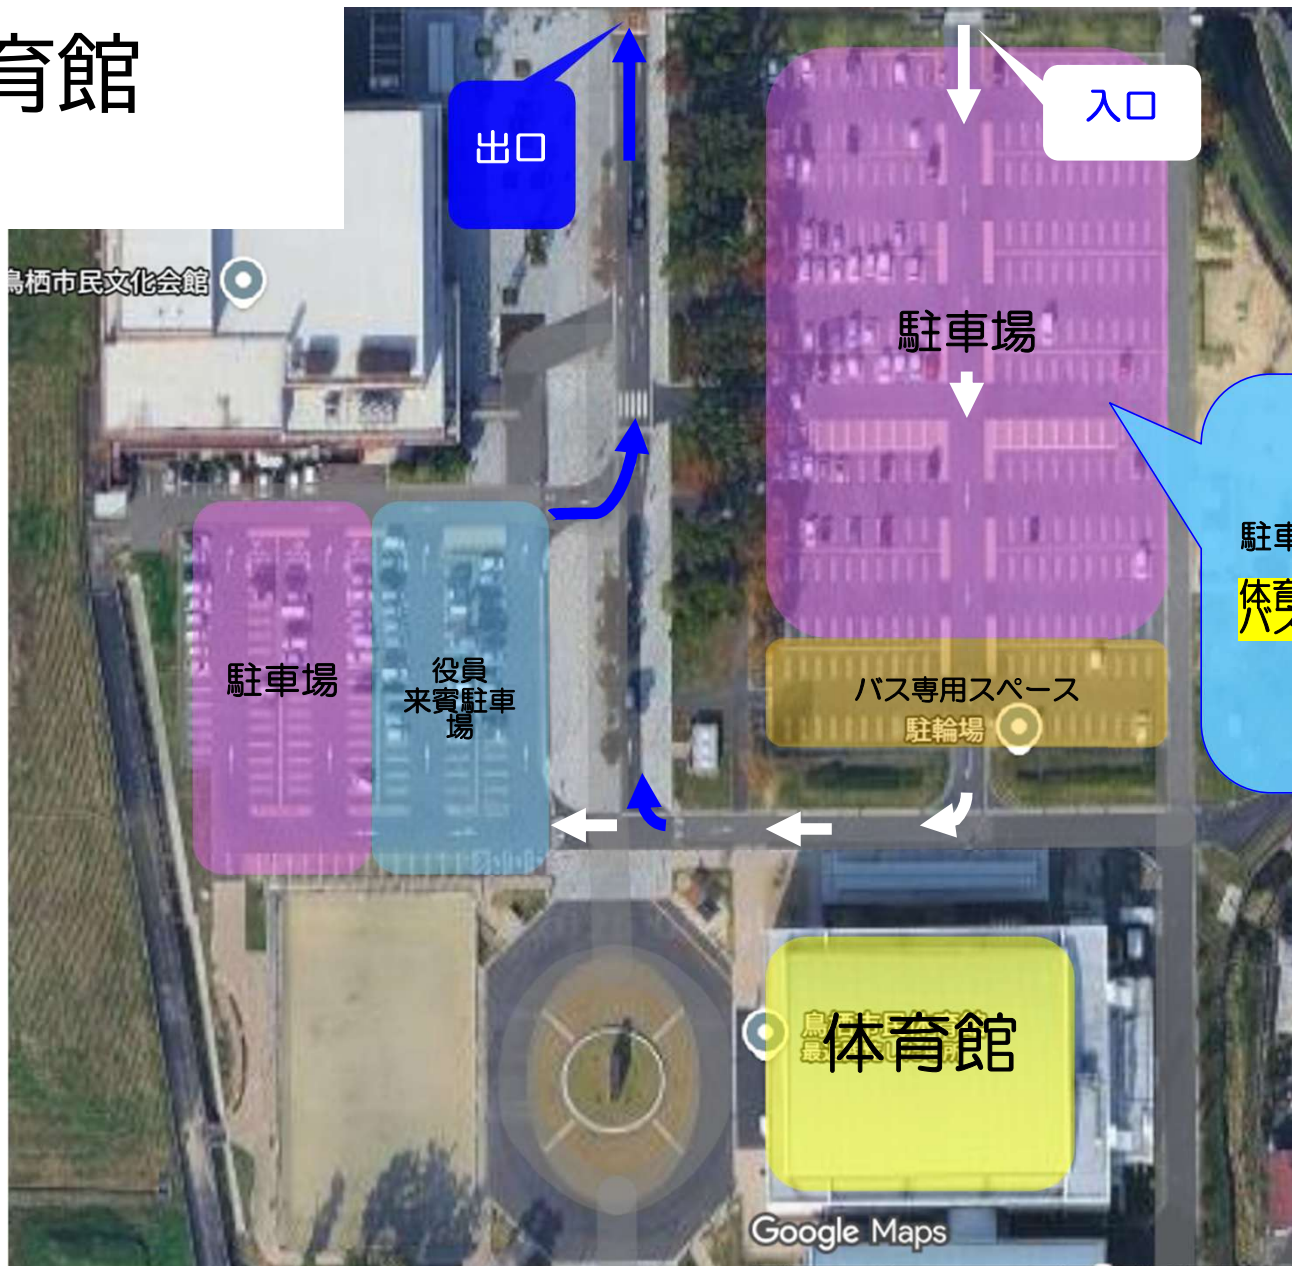 育館
出口
入口
鳥栖市民文化会館
駐車場
駐車
体育
バス
駐車場
役員
来賓駐車
場
バス専用スペース
駐輪場
体育館
Google Maps